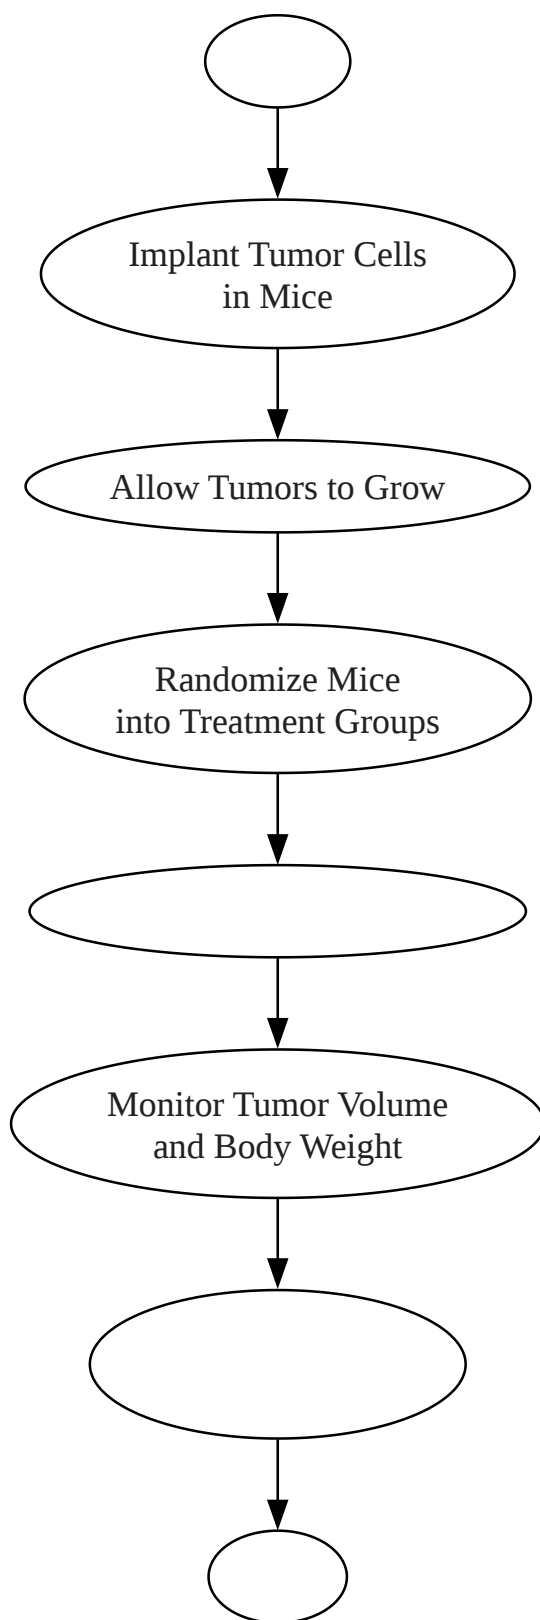 Implant Tumor Cells
in Mice
Allow Tumors to Grow
Randomize Mice
into Treatment Groups
Monitor Tumor Volume
and Body Weight